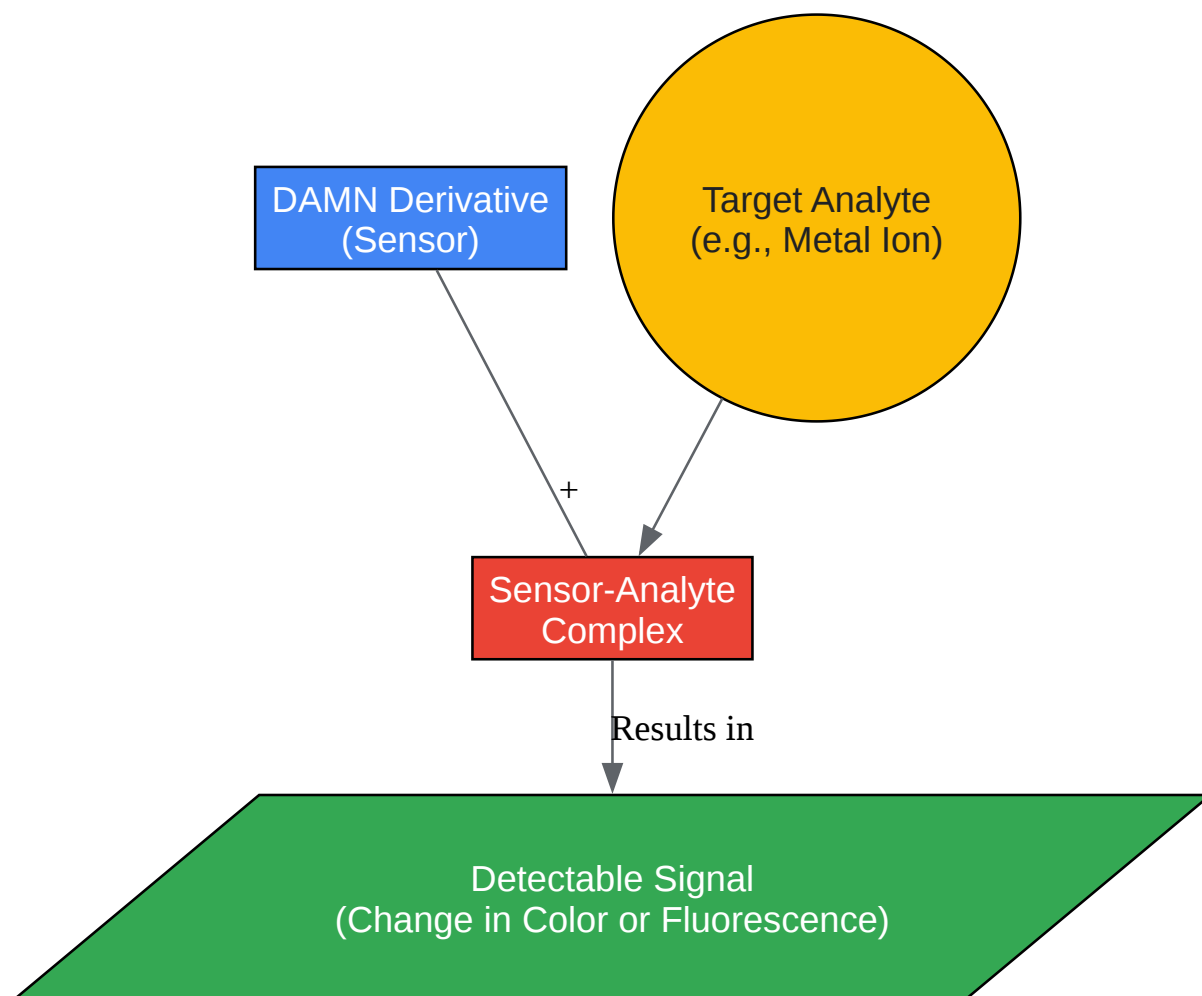 DAMN Derivative
(Sensor)
Target Analyte
(e.g., Metal Ion)
+
Sensor-Analyte
Complex
Results in
Detectable Signal
(Change in Color or Fluorescence)